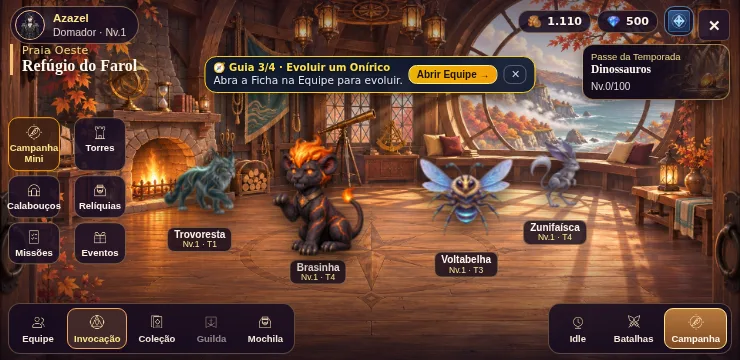 Azazel
Domador · Nv.1
Praia Oeste
Refúgio do Farol
Guia 3/4 · Evoluir um Onírico
Abra a Ficha na Equipe para evoluir.
Abrir Equipe →
✕
1.110
500
✕
Passe da Temporada
Dinossauros
Nv.0/100
Campanha
Mini
Torres
Calabouços
Relíquias
Missões
Eventos
Trovoresta
Nv.1 · T1
Brasinha
Nv.1 · T4
Voltabelha
Nv.1 · T3
Zunifaísca
Nv.1 · T4
Equipe
Invocação
Coleção
Guilda
Mochila
Idle
Batalhas
Campanha